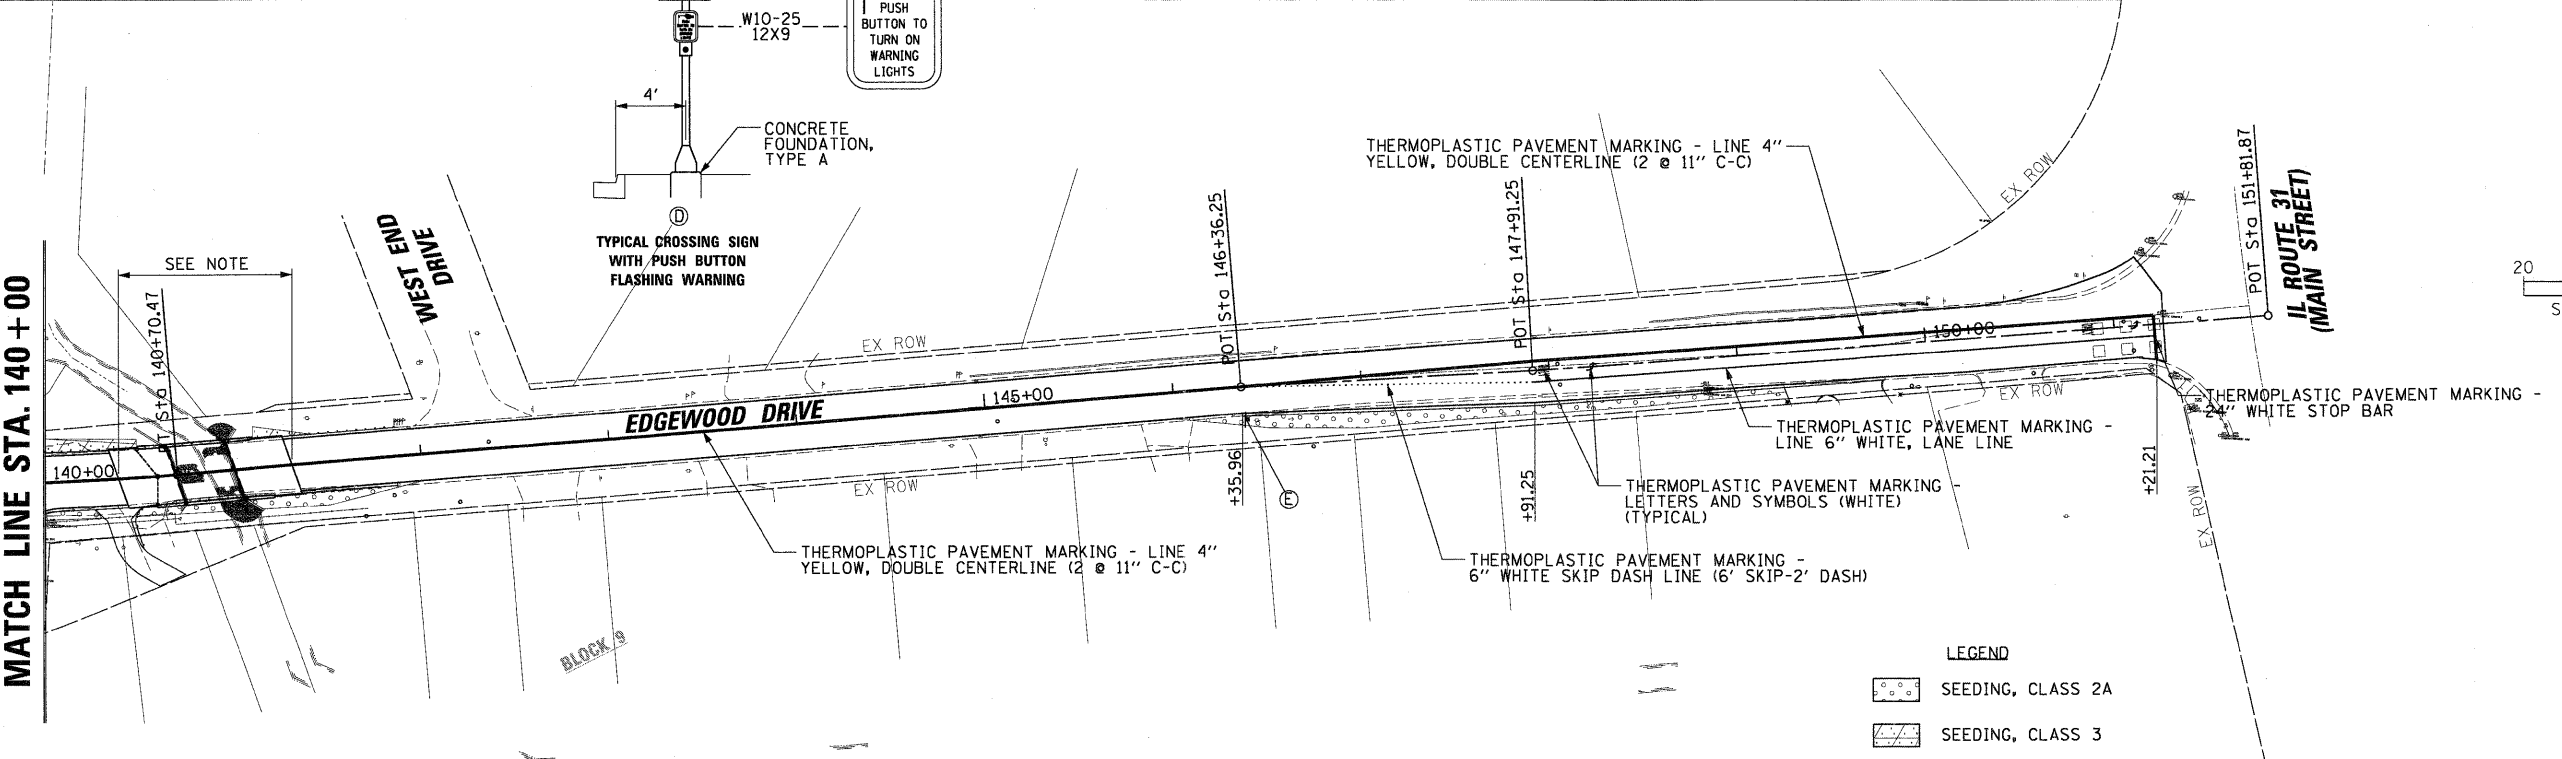 MATCH LINE STA. 140+00
W10-25
12X9
PUSH
BUTTON TO
TURN ON
WARNING
LIGHTS
4'
CONCRETE
FOUNDATION,
TYPE A
D
TYPICAL CROSSING SIGN
WITH PUSH BUTTON
FLASHING WARNING
SEE NOTE
WEST END
DRIVE
140+00
EX ROW
EDGEWOOD DRIVE
145+00
EX ROW
BLOCK 9
THERMOPLASTIC PAVEMENT MARKING - LINE 4"
YELLOW, DOUBLE CENTERLINE (2 @ 11" C-C)
POT Sta 146+36.25
+35.96
E
POT Sta 147+91.25
+91.25
THERMOPLASTIC PAVEMENT MARKING - LINE 4"
YELLOW, DOUBLE CENTERLINE (2 @ 11" C-C)
THERMOPLASTIC PAVEMENT MARKING -
6" WHITE SKIP DASH LINE (6' SKIP-2' DASH)
THERMOPLASTIC PAVEMENT MARKING -
LETTERS AND SYMBOLS (WHITE)
(TYPICAL)
THERMOPLASTIC PAVEMENT MARKING -
LINE 6" WHITE, LANE LINE
150+00
EX ROW
EX ROW
+21.21
EX ROW
THERMOPLASTIC PAVEMENT MARKING -
24" WHITE STOP BAR
POT Sta 151+81.87
IL ROUTE 31
(MAIN STREET)
20
LEGEND
SEEDING, CLASS 2A
SEEDING, CLASS 3
Sta 140+70.47